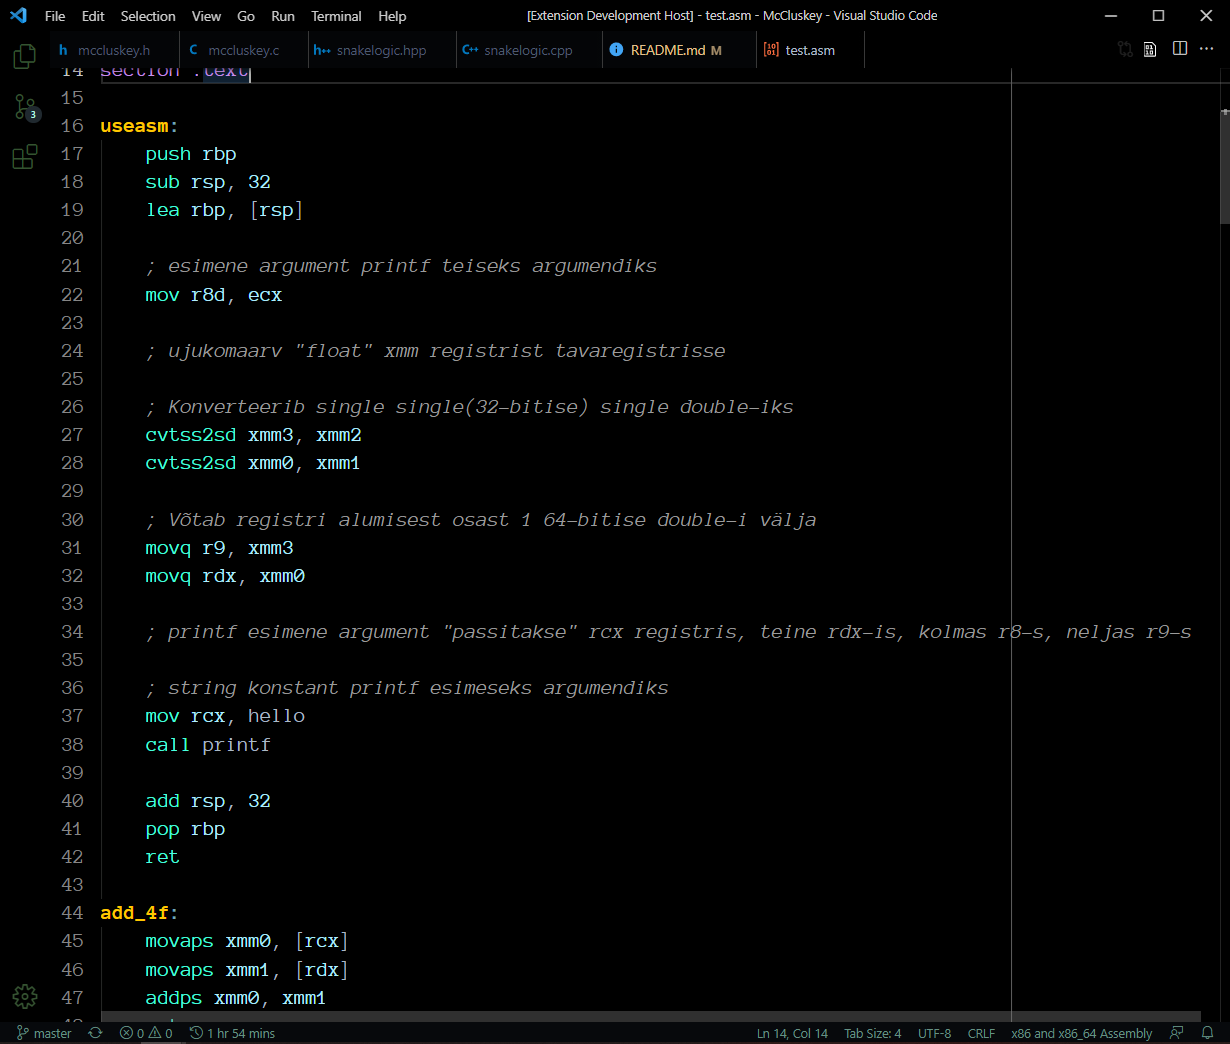 File Edit Selection View Go Run Terminal Help [Extension Development Host] - test.asm - McCluskey - Visual Studio Code
h mccluskey.h C mccluskey.c h++ snakelogic.hpp C++ snakelogic.cpp README.md M test.asm
14 section .text
15
16 useasm:
17 push rbp
18 sub rsp, 32
19 lea rbp, [rsp]
20
21 ; esimene argument printf teiseks argumendiks
22 mov r8d, ecx
23
24 ; ujukomaarv "float" xmm registrist tavaregistrisse
25
26 ; Konverteerib single single(32-bitise) single double-iks
27 cvtss2sd xmm3, xmm2
28 cvtss2sd xmm0, xmm1
29
30 ; Võtab registri alumisest osast 1 64-bitise double-i välja
31 movq r9, xmm3
32 movq rdx, xmm0
33
34 ; printf esimene argument "passitakse" rcx registris, teine rdx-is, kolmas r8-s, neljas r9-s
35
36 ; string konstant printf esimeseks argumendiks
37 mov rcx, hello
38 call printf
39
40 add rsp, 32
41 pop rbp
42 ret
43
44 add_4f:
45 movaps xmm0, [rcx]
46 movaps xmm1, [rdx]
47 addps xmm0, xmm1
3
master 0 0 1 hr 54 mins Ln 14, Col 14 Tab Size: 4 UTF-8 CRLF x86 and x86_64 Assembly